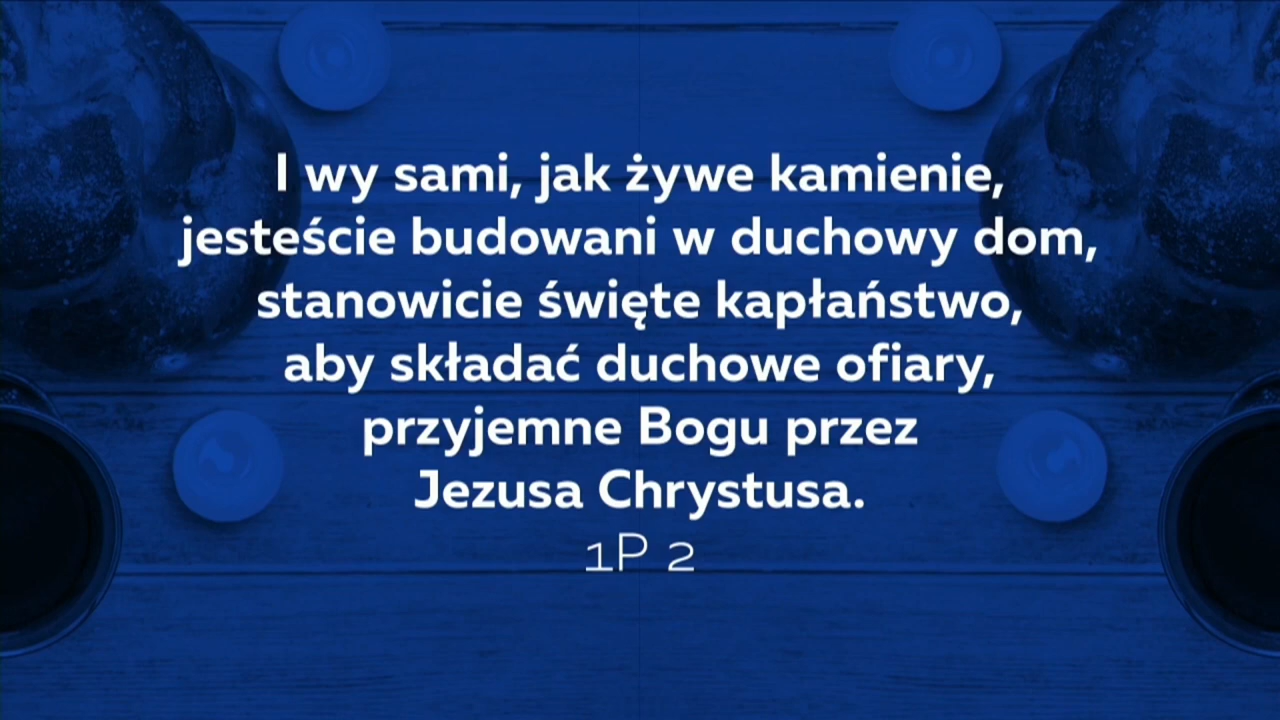 I wy sami, jak żywe kamienie,
jesteście budowani w duchowy dom,
stanowicie święte kapłaństwo,
aby składać duchowe ofiary,
przyjemne Bogu przez
Jezusa Chrystusa.
1P 2